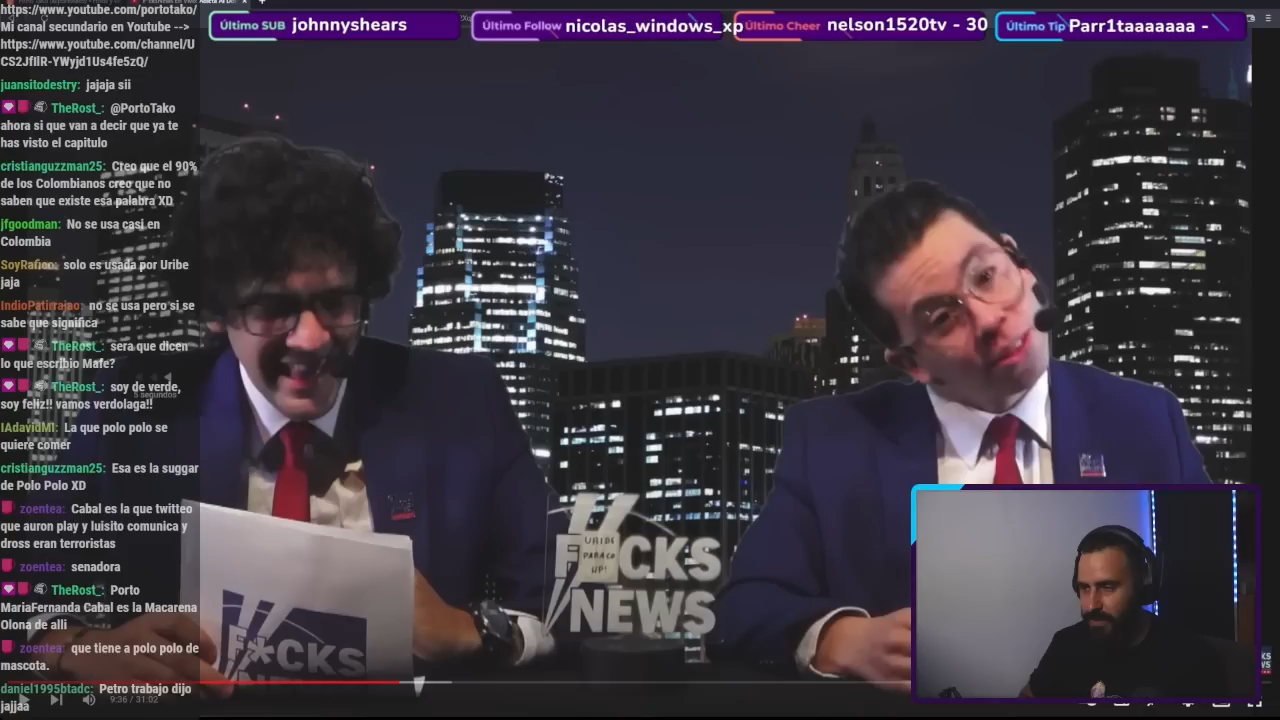 https://www.youtube.com/portotako/
Mi canal secundario en Youtube -->
https://www.youtube.com/channel/U
CS2JfIlR-YWyjd1Us4fe5zQ/
juansitodestry: jajaja sii
TheRost_: @PortoTako
ahora si que van a decir que ya te
has visto el capitulo
cristianguzzman25: Creo que el 90%
de los Colombianos creo que no
saben que existe esa palabra XD
jfgoodman: No se usa casi en
Colombia
SoyRafiao: solo es usada por Uribe
jaja
IndioPatirrajao: no se usa pero si se
sabe que significa
TheRost_: sera que dicen
lo que escribio Mafe?
TheRost_: soy de verde,
soy feliz!! vamos verdolaga!!
5 segundos
IAdavidMI: La que polo polo se
quiere comer
cristianguzzman25: Esa es la suggar
de Polo Polo XD
zoentea: Cabal es la que twitteo
que auron play y luisito comunica y
dross eran terroristas
zoentea: senadora
TheRost_: Porto
MariaFernanda Cabal es la Macarena
Olona de alli
zoentea: que tiene a polo polo de
mascota.
daniel1995btadc: Petro trabajo dijo
jajjaa
9:36 / 31:02
Último SUB johnnyshears
Último Follow nicolas_windows_xp
Último Cheer nelson1520tv - 30
Último Tip Parr1taaaaaaa -
URIBE
PARACO
HP!
F*CKS
NEWS
F*CKS